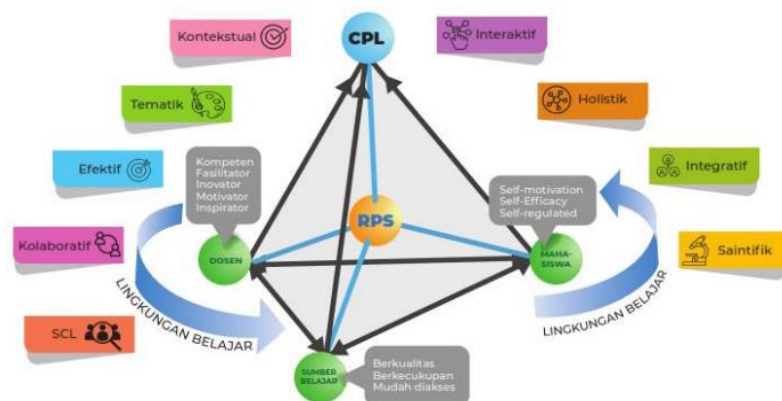 Kontekstual
CPL
Interaktif
Tematik
Holistik
Efektif
Kompeten
Fasilitator
Inovator
Motivator
Inspirator
Self-motivation
Self-Efficacy
Self-regulated
Integratif
RPS
Kolaboratif
DOSEN
MAHA-
SISWA
Saintifik
LINGKUNGAN BELAJAR
LINGKUNGAN BELAJAR
SCL
SUMBER
BELAJAR
Berkualitas
Berkecukupan
Mudah diakses